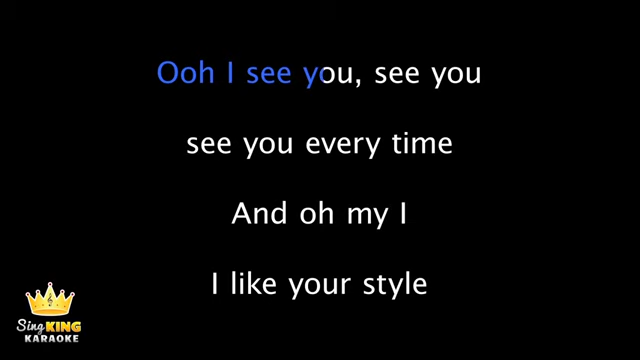 Ooh I see you, see you
see you every time
And oh my I
I like your style
Sing KING
KARAOKE